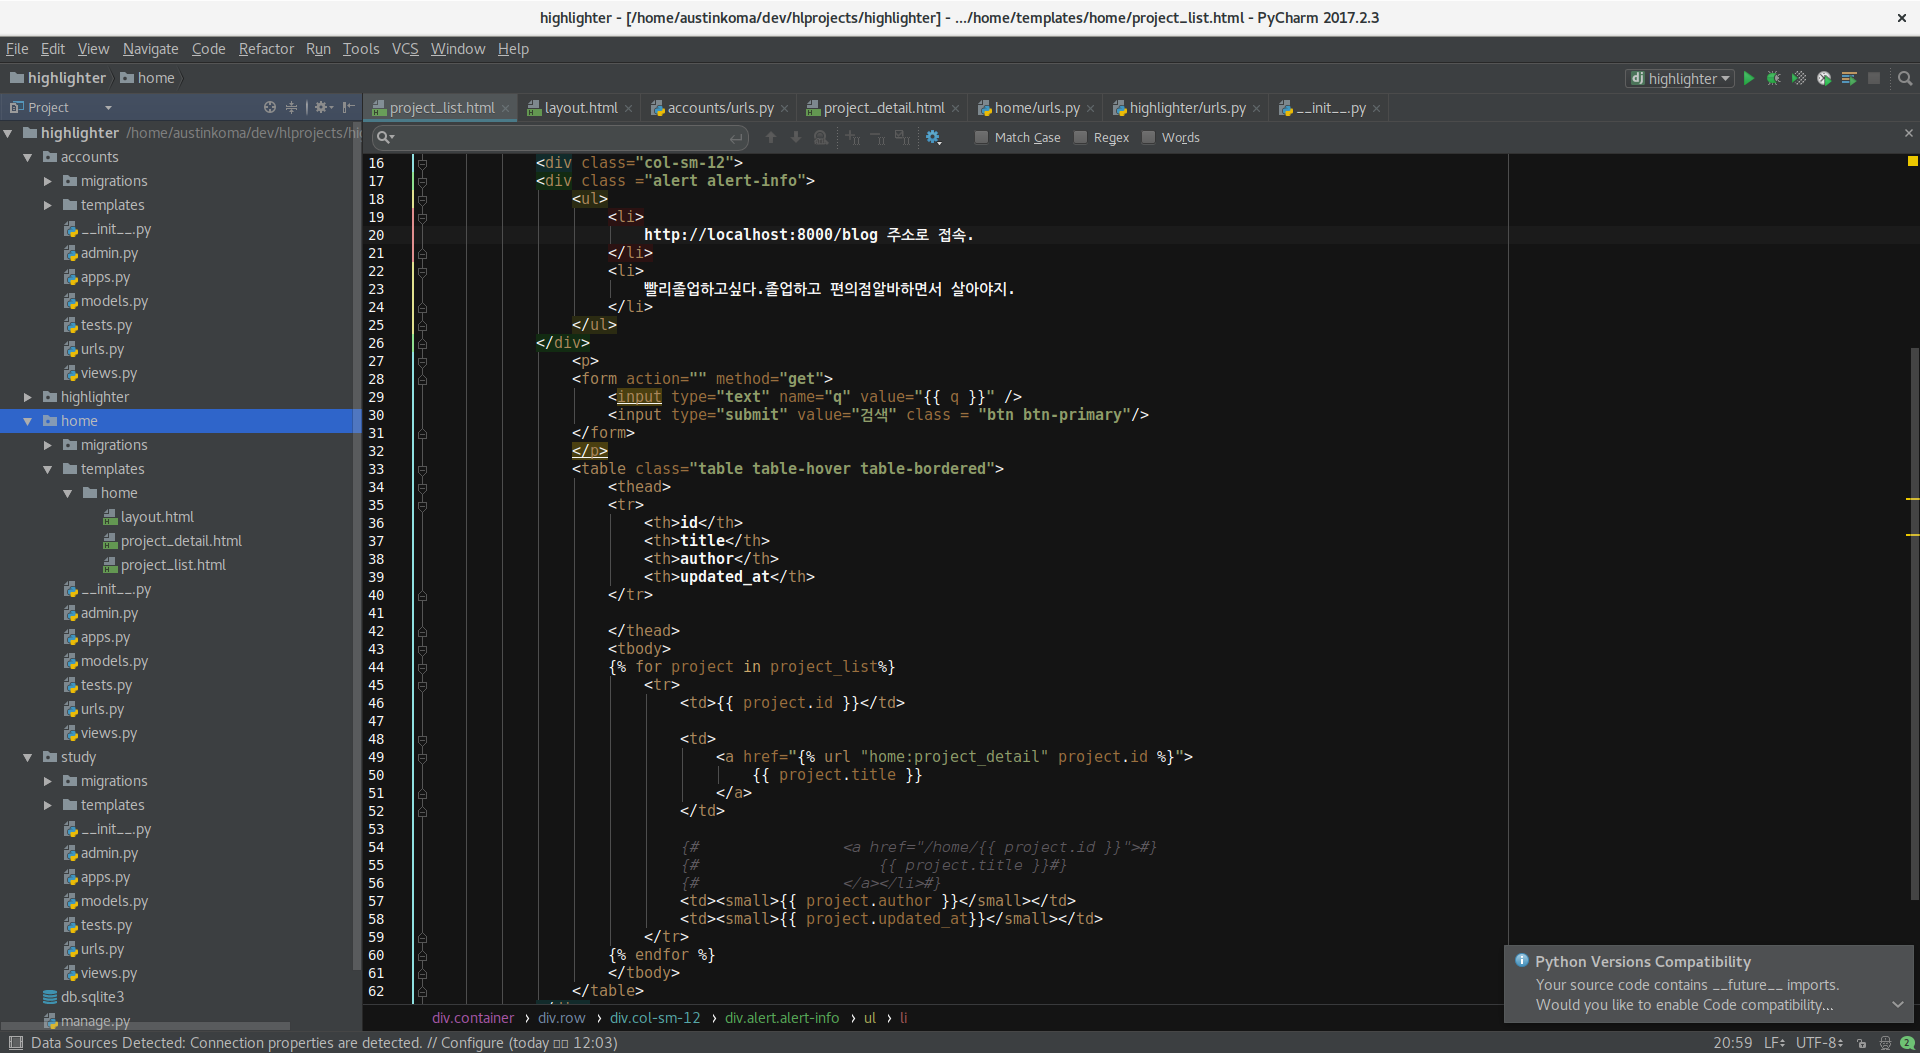 highlighter - [/home/austinkoma/dev/hlprojects/highlighter] - .../home/templates/home/project_list.html - PyCharm 2017.2.3
File Edit View Navigate Code Refactor Run Tools VCS Window Help
highlighter home
highlighter
Project
project_list.html layout.html accounts/urls.py project_detail.html home/urls.py highlighter/urls.py __init__.py
Match Case Regex Words
highlighter /home/austinkoma/dev/hlprojects/hi
accounts
migrations
templates
__init__.py
admin.py
apps.py
models.py
tests.py
urls.py
views.py
highlighter
home
migrations
templates
home
layout.html
project_detail.html
project_list.html
__init__.py
admin.py
apps.py
models.py
tests.py
urls.py
views.py
study
migrations
templates
__init__.py
admin.py
apps.py
models.py
tests.py
urls.py
views.py
db.sqlite3
manage.py
16 <div class="col-sm-12">
17 <div class ="alert alert-info">
18 <ul>
19 <li>
20 http://localhost:8000/blog 주소로 접속.
21 </li>
22 <li>
23 빨리졸업하고싶다.졸업하고 편의점알바하면서 살아야지.
24 </li>
25 </ul>
26 </div>
27 <p>
28 <form action="" method="get">
29 <input type="text" name="q" value="{{ q }}" />
30 <input type="submit" value="검색" class = "btn btn-primary"/>
31 </form>
32 </p>
33 <table class="table table-hover table-bordered">
34 <thead>
35 <tr>
36 <th>id</th>
37 <th>title</th>
38 <th>author</th>
39 <th>updated_at</th>
40 </tr>
41
42 </thead>
43 <tbody>
44 {% for project in project_list%}
45 <tr>
46 <td>{{ project.id }}</td>
47
48 <td>
49 <a href="{% url "home:project_detail" project.id %}">
50 {{ project.title }}
51 </a>
52 </td>
53
54 {# <a href="/home/{{ project.id }}">#}
55 {# {{ project.title }}#}
56 {# </a></li>#}
57 <td><small>{{ project.author }}</small></td>
58 <td><small>{{ project.updated_at}}</small></td>
59 </tr>
60 {% endfor %}
61 </tbody>
62 </table>
div.container › div.row › div.col-sm-12 › div.alert.alert-info › ul › li
Python Versions Compatibility
Your source code contains __future__ imports.
Would you like to enable Code compatibility...
Data Sources Detected: Connection properties are detected. // Configure (today 12:03)
20:59 LF UTF-8 2